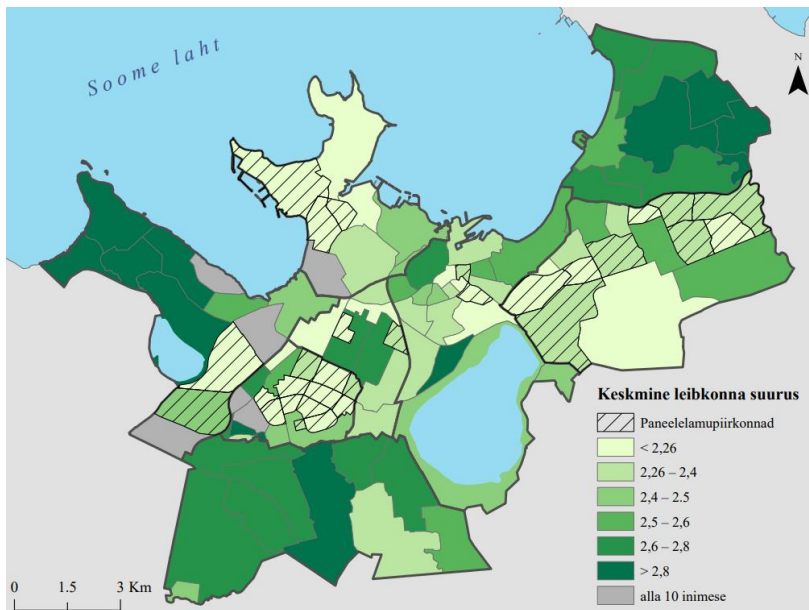 Soome laht
N
Keskmine leibkonna suurus
Paneelelamupiirkonnad
< 2,26
2,26 – 2,4
2,4 – 2.5
2,5 – 2,6
2,6 – 2,8
> 2,8
alla 10 inimese
0 1.5 3 Km